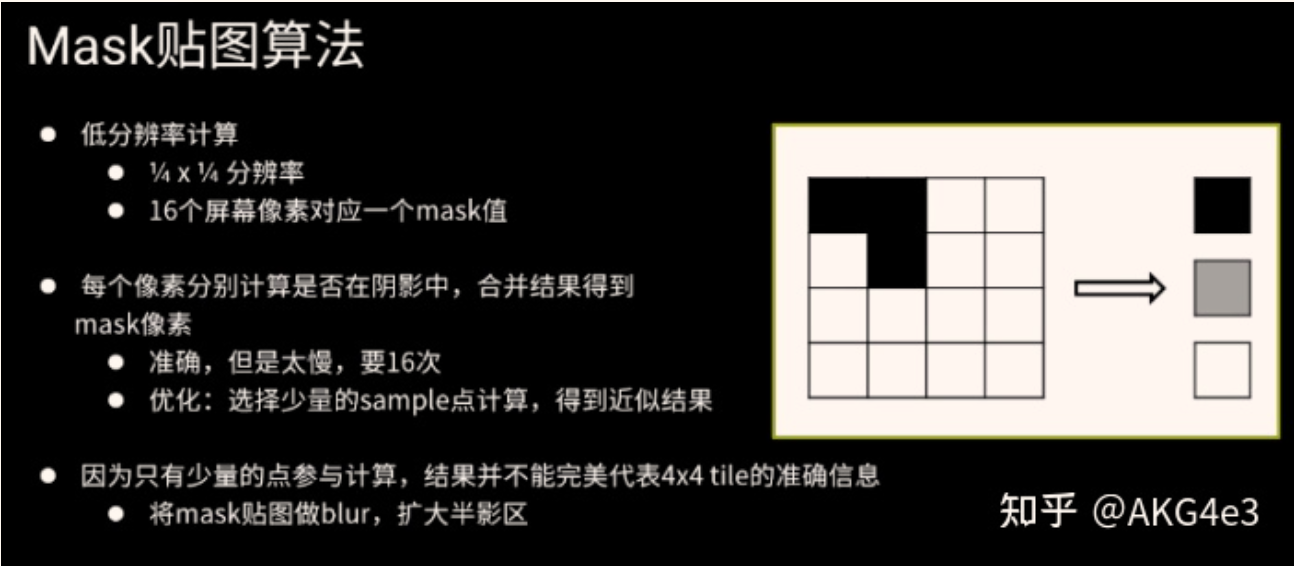 Mask贴图算法
● 低分辨率计算
● ¼ x ¼ 分辨率
● 16个屏幕像素对应一个mask值
● 每个像素分别计算是否在阴影中，合并结果得到
mask像素
● 准确，但是太慢，要16次
● 优化：选择少量的sample点计算，得到近似结果
● 因为只有少量的点参与计算，结果并不能完美代表4x4 tile的准确信息
● 将mask贴图做blur，扩大半影区
知乎 @AKG4e3